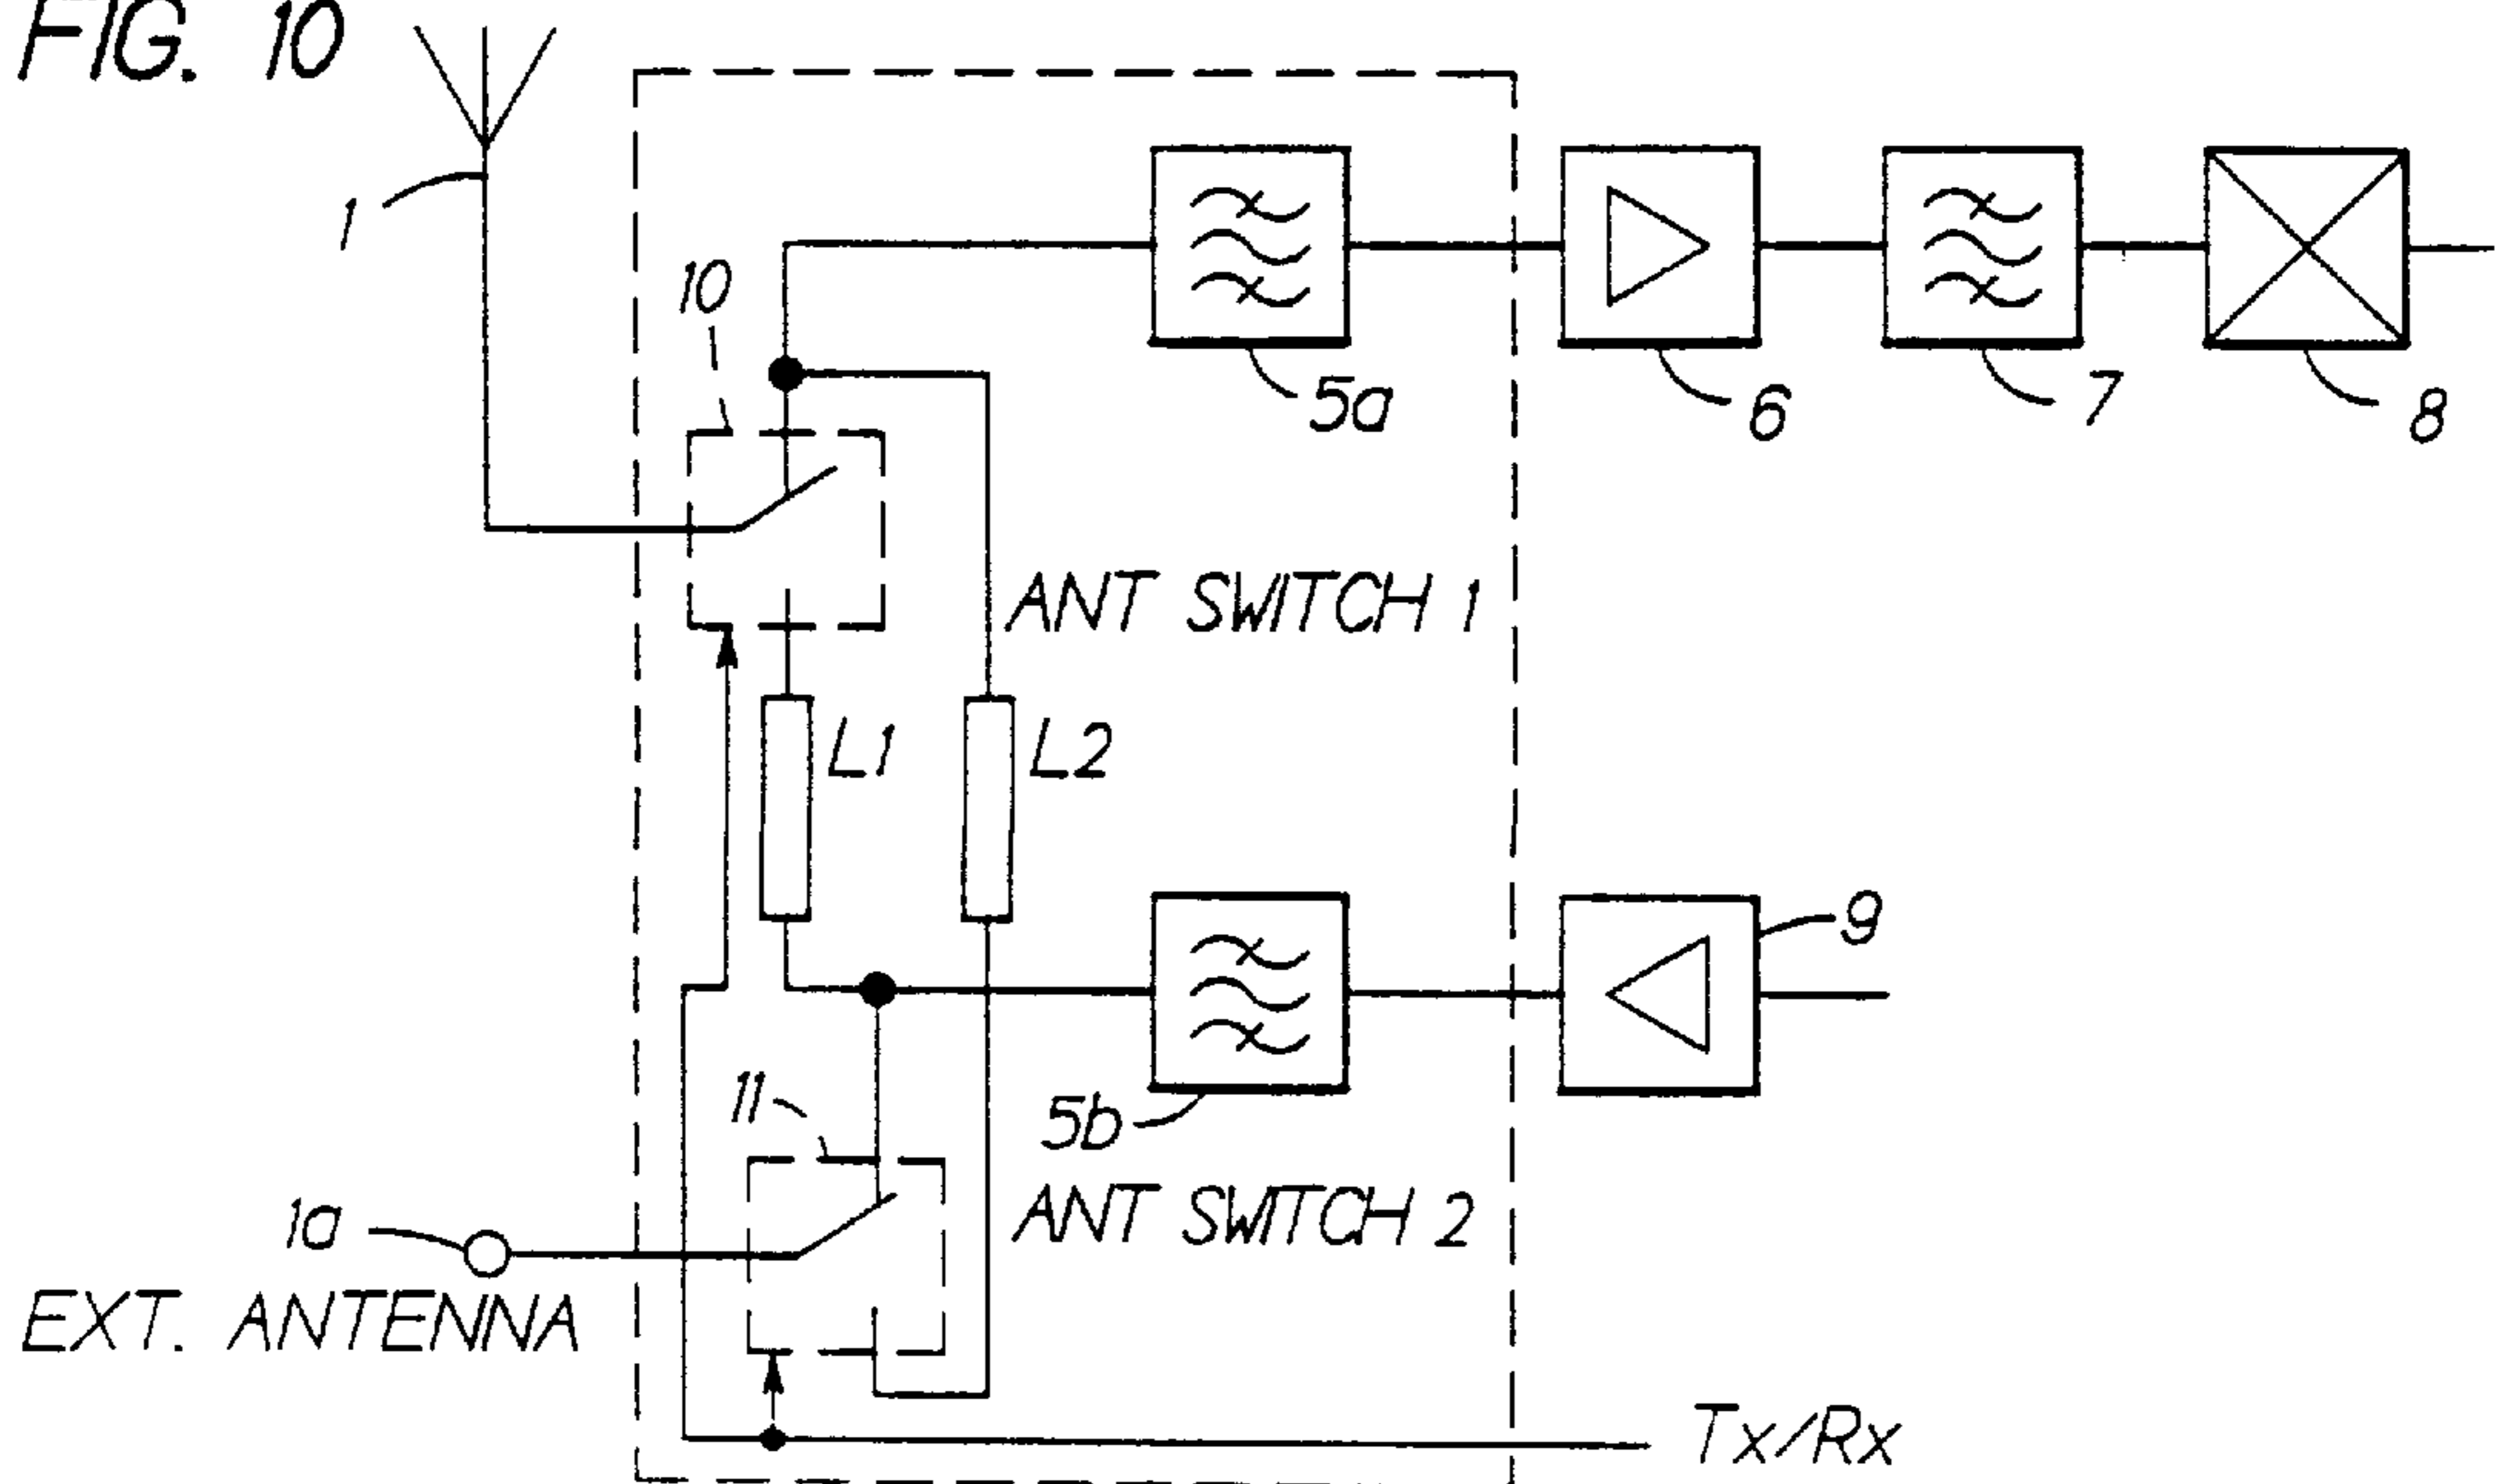 FIG. 10
1
10
5a
6
7
8
ANT SWITCH 1
L1
L2
9
11
5b
ANT SWITCH 2
1a
EXT. ANTENNA
Tx/Rx